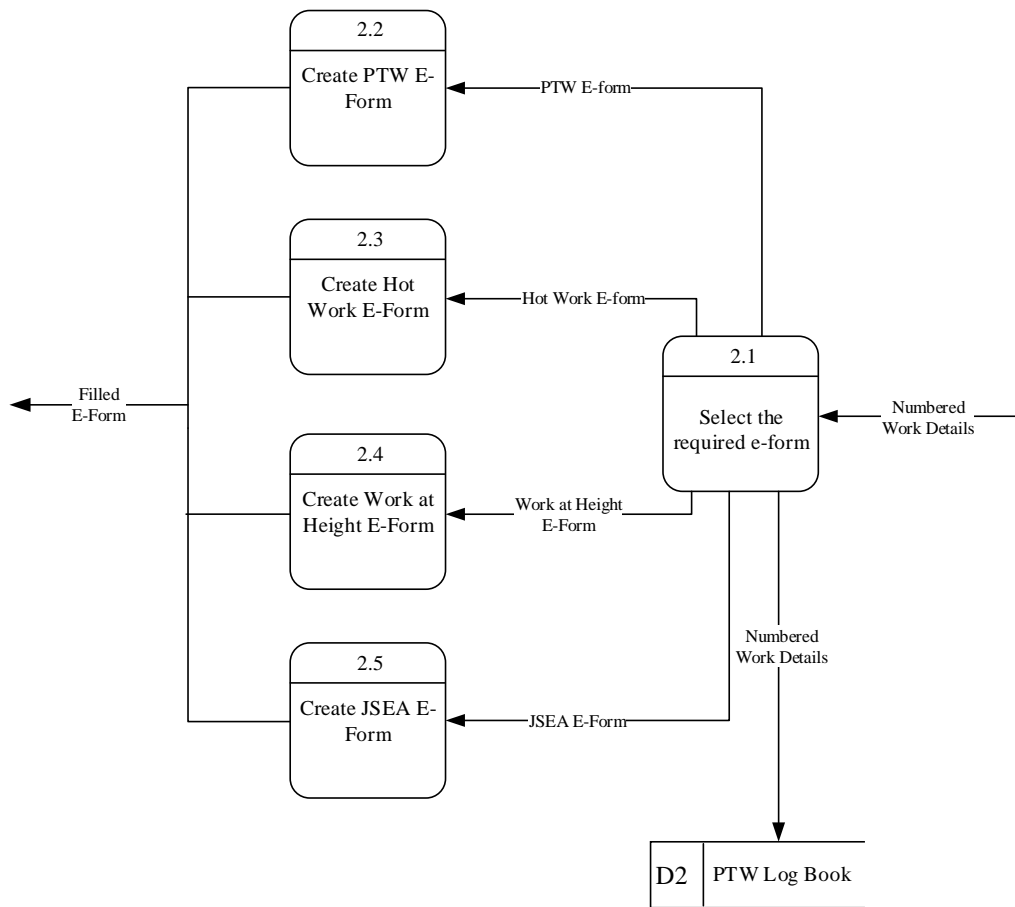 2.2
Create PTW E-
Form
PTW E-form
2.3
Create Hot
Work E-Form
Hot Work E-form
2.1
Select the
required e-form
Numbered
Work Details
Filled
E-Form
2.4
Create Work at
Height E-Form
Work at Height
E-Form
Numbered
Work Details
2.5
Create JSEA E-
Form
JSEA E-Form
D2
PTW Log Book